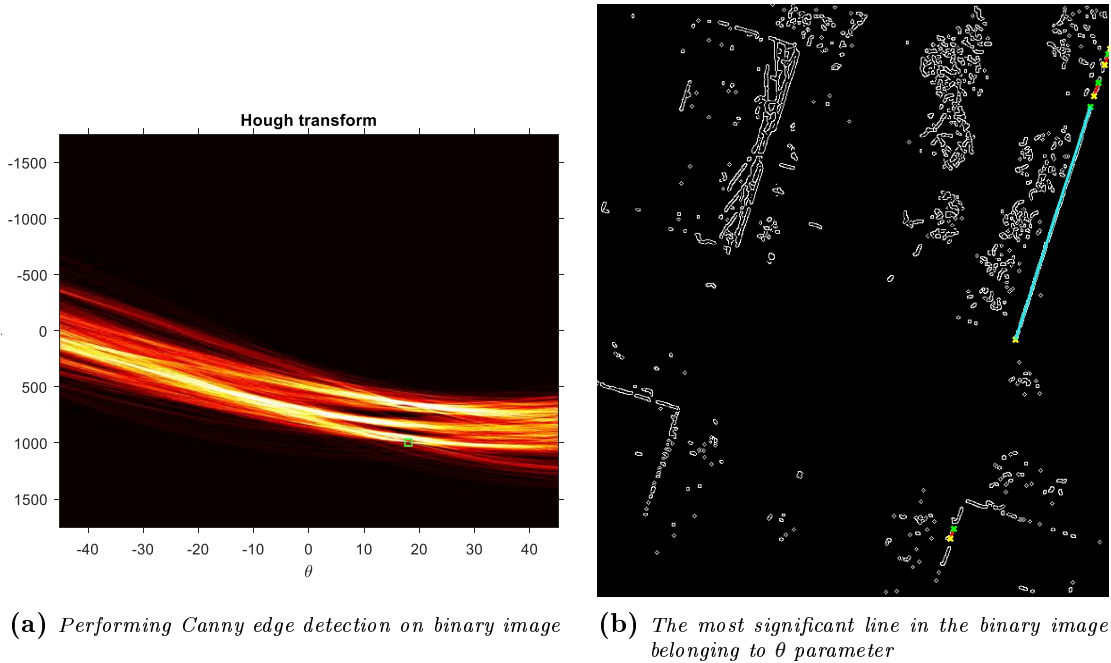 Hough transform
-1500
-1000
-500
0
500
1000
1500
-40 -30 -20 -10 0 10 20 30 40
θ
(a) Performing Canny edge detection on binary image
(b) The most significant line in the binary image
belonging to θ parameter